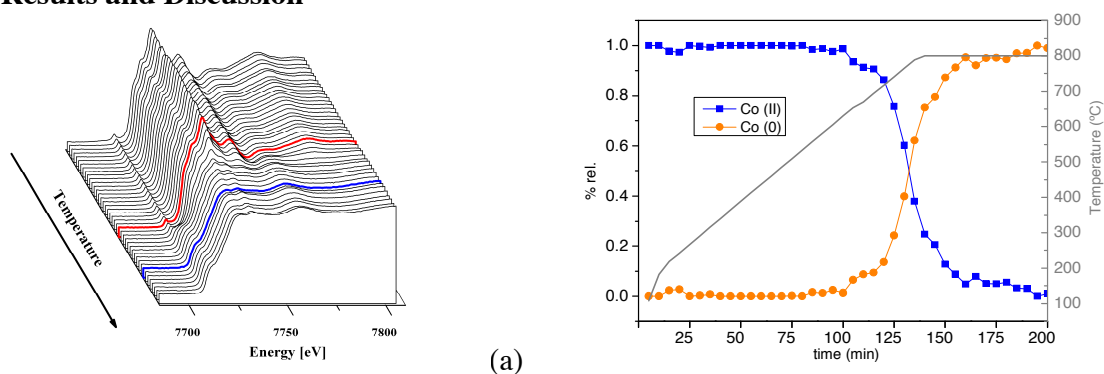 Results and Discussion
Temperature
7700
7750
7800
Energy [eV]
(a)
1.0
0.8
0.6
0.4
0.2
0.0
% rel.
Co (II)
Co (0)
25
50
75
100
125
150
175
200
time (min)
900
800
700
600
500
400
300
200
100
Temperature (ºC)